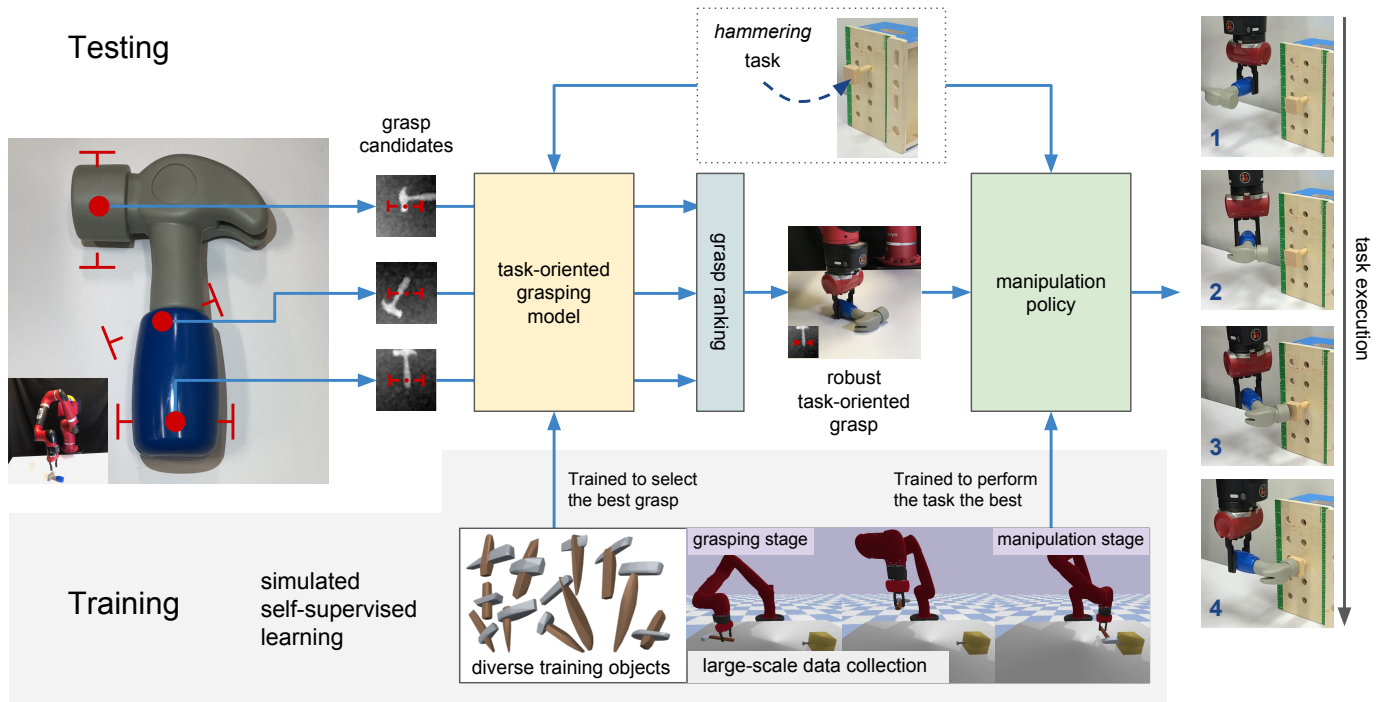 Testing
hammering
task
grasp
candidates
task-oriented
grasping
model
grasp ranking
robust
task-oriented
grasp
manipulation
policy
1
2
3
4
task execution
Trained to select
the best grasp
Trained to perform
the task the best
Training
simulated
self-supervised
learning
diverse training objects
grasping stage
manipulation stage
large-scale data collection